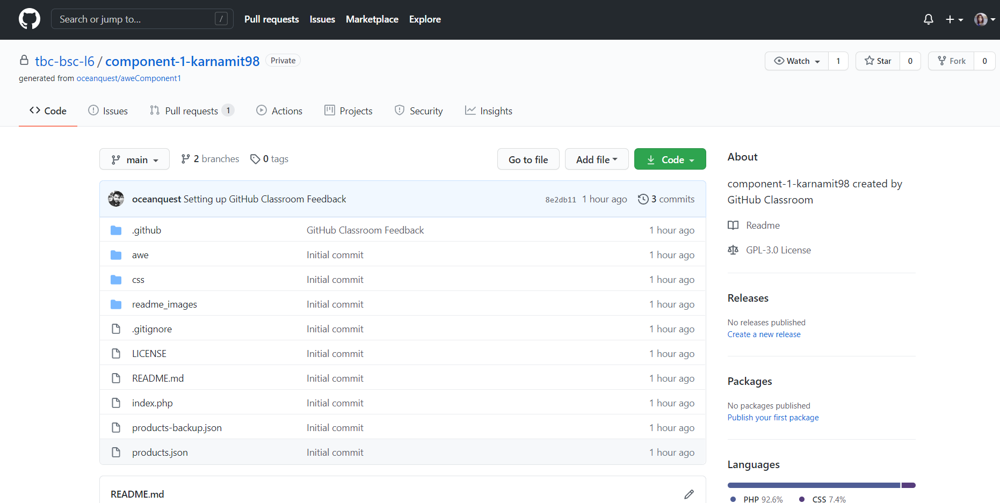 Search or jump to... /
Pull requests Issues Marketplace Explore
tbc-bsc-l6 / component-1-karnamit98 Private
Watch 1 Star 0 Fork 0
generated from oceanquest/aweComponent1
Code Issues Pull requests 1 Actions Projects Security Insights
main 2 branches 0 tags Go to file Add file Code
oceanquest Setting up GitHub Classroom Feedback 8e2db11 1 hour ago 3 commits
.github GitHub Classroom Feedback 1 hour ago
awe Initial commit 1 hour ago
css Initial commit 1 hour ago
readme_images Initial commit 1 hour ago
.gitignore Initial commit 1 hour ago
LICENSE Initial commit 1 hour ago
README.md Initial commit 1 hour ago
index.php Initial commit 1 hour ago
products-backup.json Initial commit 1 hour ago
products.json Initial commit 1 hour ago
README.md
About
component-1-karnamit98 created by
GitHub Classroom
Readme
GPL-3.0 License
Releases
No releases published
Create a new release
Packages
No packages published
Publish your first package
Languages
PHP 92.6% CSS 7.4%